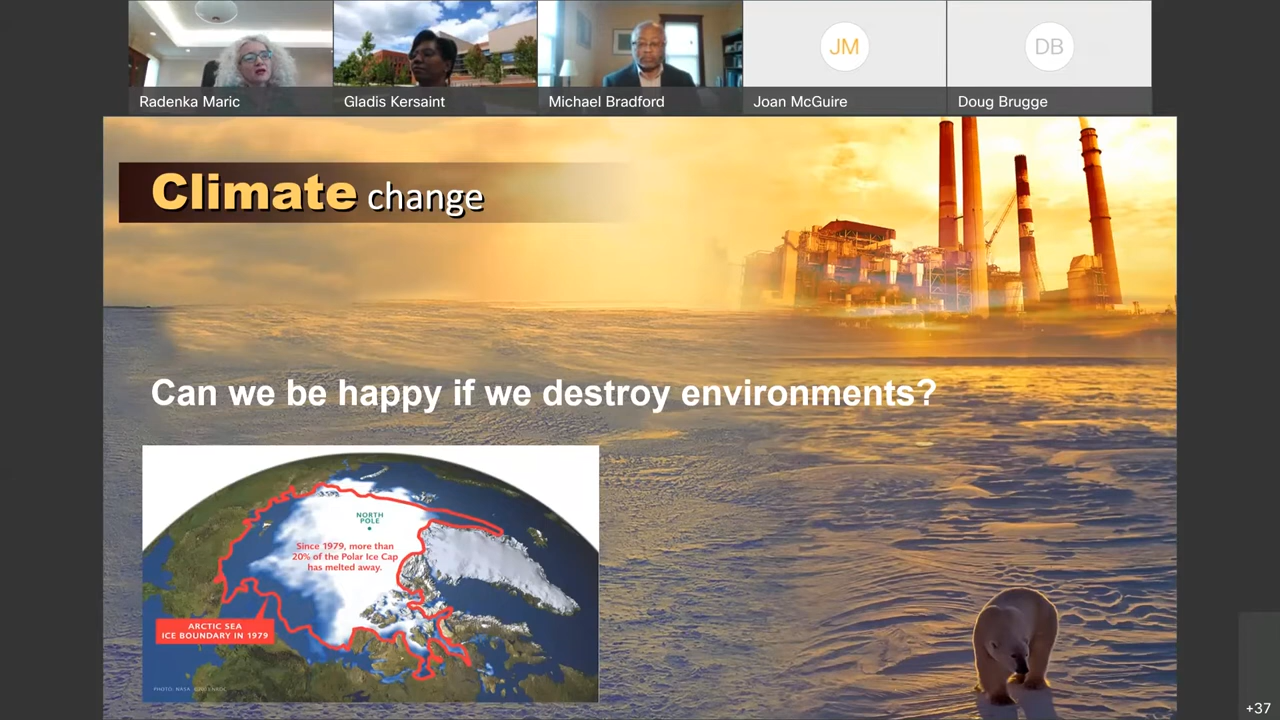 JM
DB
Radenka Maric
Gladis Kersaint
Michael Bradford
Joan McGuire
Doug Brugge
Climate change
Can we be happy if we destroy environments?
NORTH
POLE
Since 1979, more than
20% of the Polar Ice Cap
has melted away.
ARCTIC SEA
ICE BOUNDARY IN 1979
PHOTO: NASA
+37